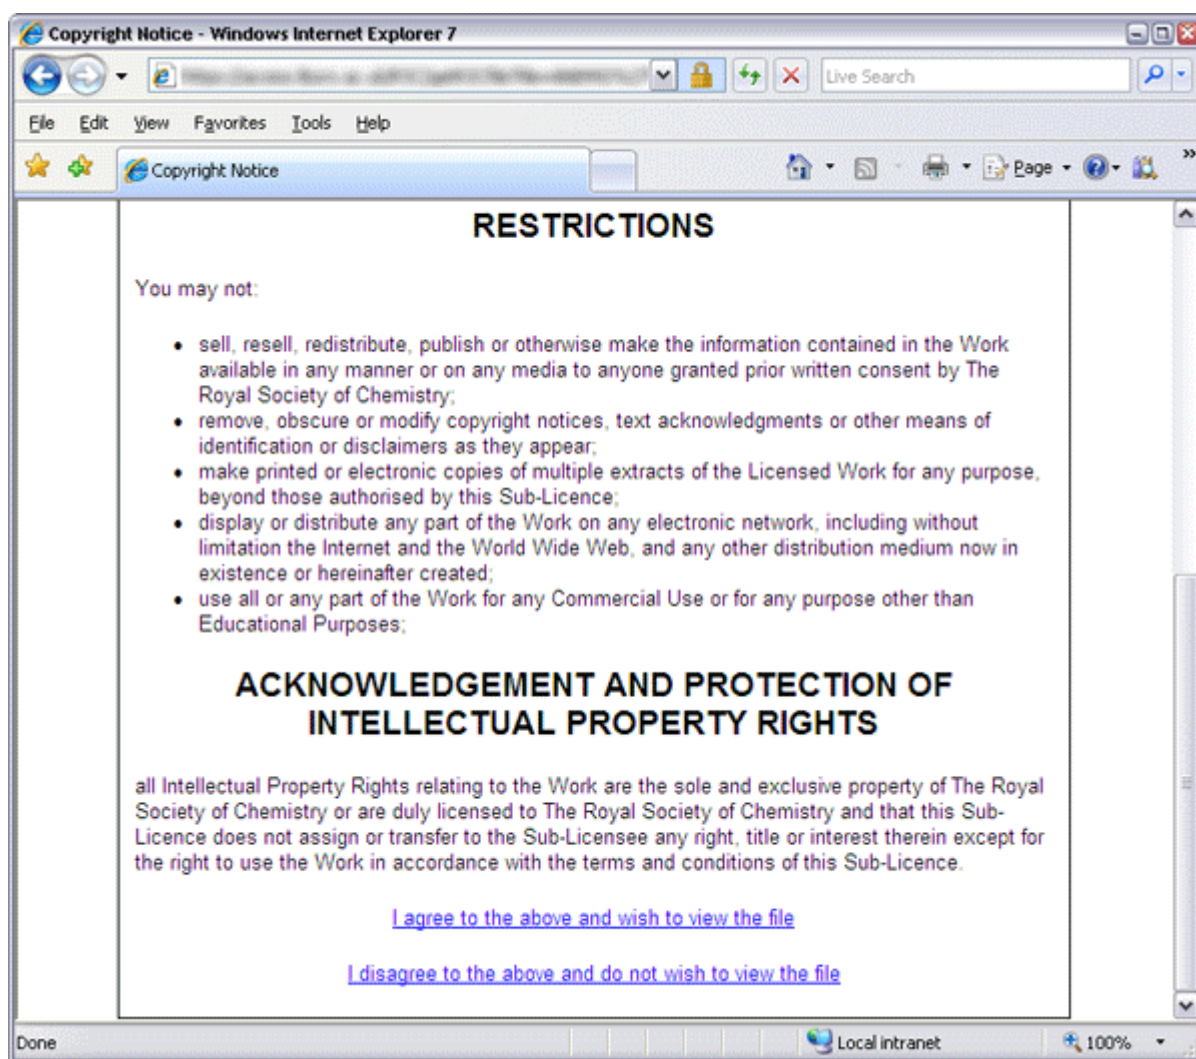 Copyright Notice - Windows Internet Explorer 7
Live Search
File Edit View Favorites Tools Help
Copyright Notice Page »
RESTRICTIONS
You may not:
• sell, resell, redistribute, publish or otherwise make the information contained in the Work
available in any manner or on any media to anyone granted prior written consent by The
Royal Society of Chemistry;
• remove, obscure or modify copyright notices, text acknowledgments or other means of
identification or disclaimers as they appear;
• make printed or electronic copies of multiple extracts of the Licensed Work for any purpose,
beyond those authorised by this Sub-Licence;
• display or distribute any part of the Work on any electronic network, including without
limitation the Internet and the World Wide Web, and any other distribution medium now in
existence or hereinafter created;
• use all or any part of the Work for any Commercial Use or for any purpose other than
Educational Purposes;
ACKNOWLEDGEMENT AND PROTECTION OF
INTELLECTUAL PROPERTY RIGHTS
all Intellectual Property Rights relating to the Work are the sole and exclusive property of The Royal
Society of Chemistry or are duly licensed to The Royal Society of Chemistry and that this Sub-
Licence does not assign or transfer to the Sub-Licensee any right, title or interest therein except for
the right to use the Work in accordance with the terms and conditions of this Sub-Licence.
I agree to the above and wish to view the file
I disagree to the above and do not wish to view the file
Done Local intranet 100%